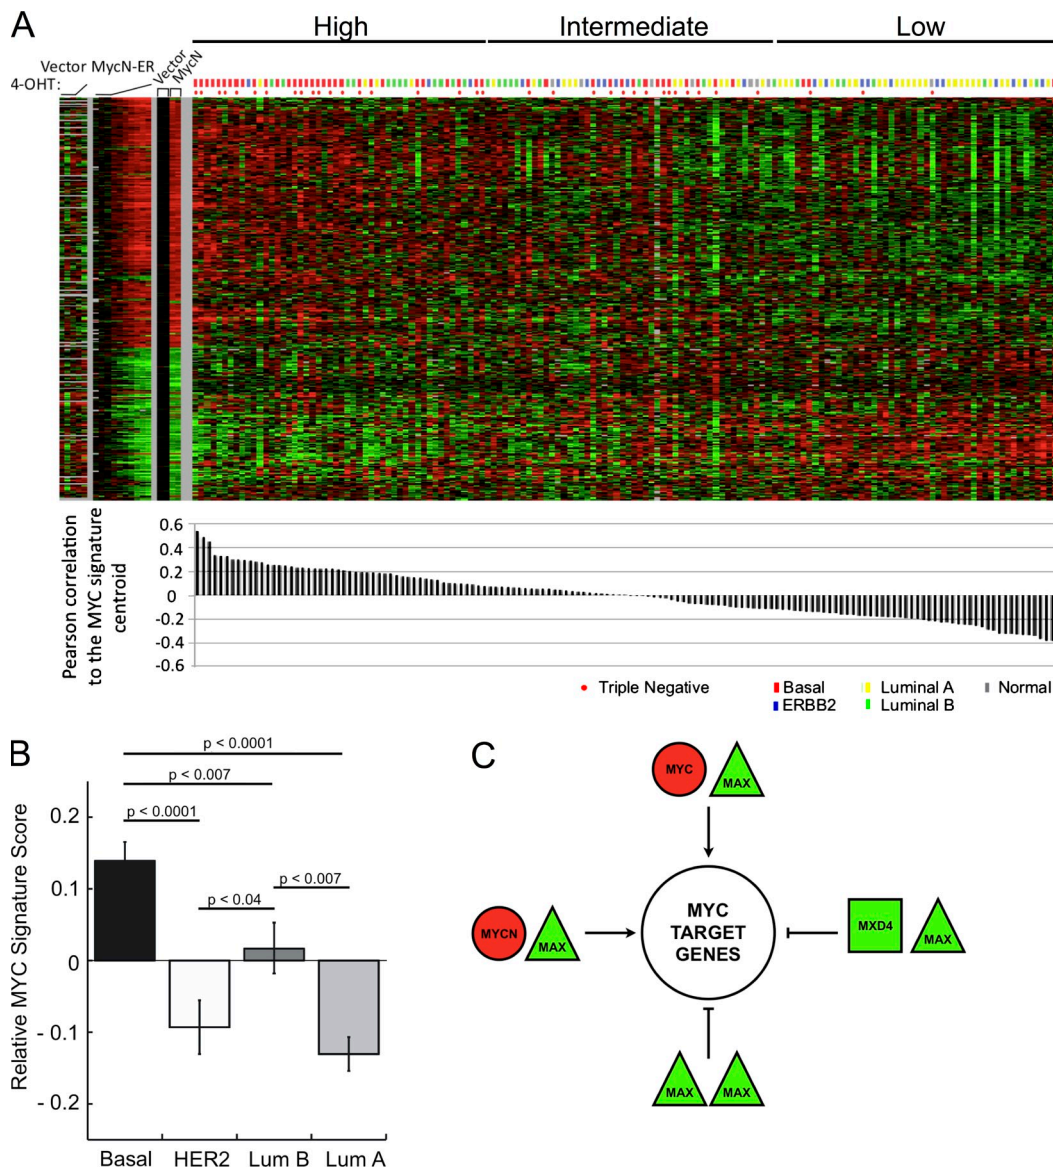 A
High Intermediate Low
Vector MycN-ER Vector MycN
4-OHT:
Pearson correlation
to the MYC signature
centroid
0.6
0.4
0.2
0
-0.2
-0.4
-0.6
Triple Negative Basal Luminal A Normal
ERBB2 Luminal B
B
p < 0.0001
p < 0.007
p < 0.0001
p < 0.007
p < 0.04
Relative MYC Signature Score
0.2
0.1
0
- 0.1
- 0.2
Basal HER2 Lum B Lum A
C
MYC MAX
MYCN MAX
MYC
TARGET
GENES
MXD4 MAX
MAX MAX